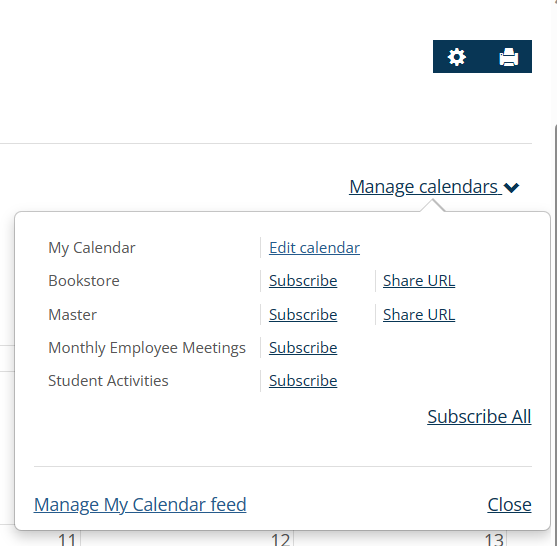 Manage calendars
My Calendar Edit calendar
Bookstore Subscribe Share URL
Master Subscribe Share URL
Monthly Employee Meetings Subscribe
Student Activities Subscribe
Subscribe All
Manage My Calendar feed Close
11 12 13